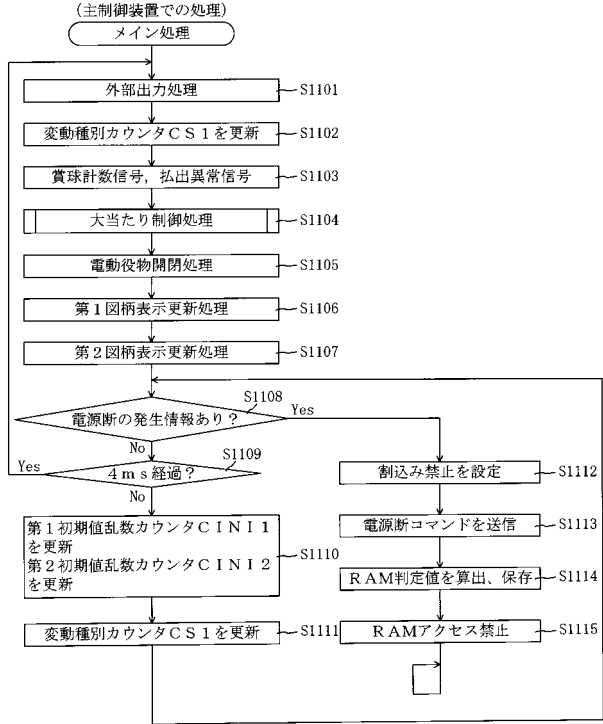 (主制御装置での処理)
メイン処理
外部出力処理 S1101
変動種別カウンタCS1を更新 S1102
賞球計数信号，払出異常信号 S1103
大当たり制御処理 S1104
電動役物開閉処理 S1105
第1図柄表示更新処理 S1106
第2図柄表示更新処理 S1107
S1108
電源断の発生情報あり？ Yes
No
S1109
Yes 4ms経過？
No
第1初期値乱数カウンタCINI1
を更新
第2初期値乱数カウンタCINI2
を更新
S1110
変動種別カウンタCS1を更新 S1111
割込み禁止を設定 S1112
電源断コマンドを送信 S1113
RAM判定値を算出、保存 S1114
RAMアクセス禁止 S1115